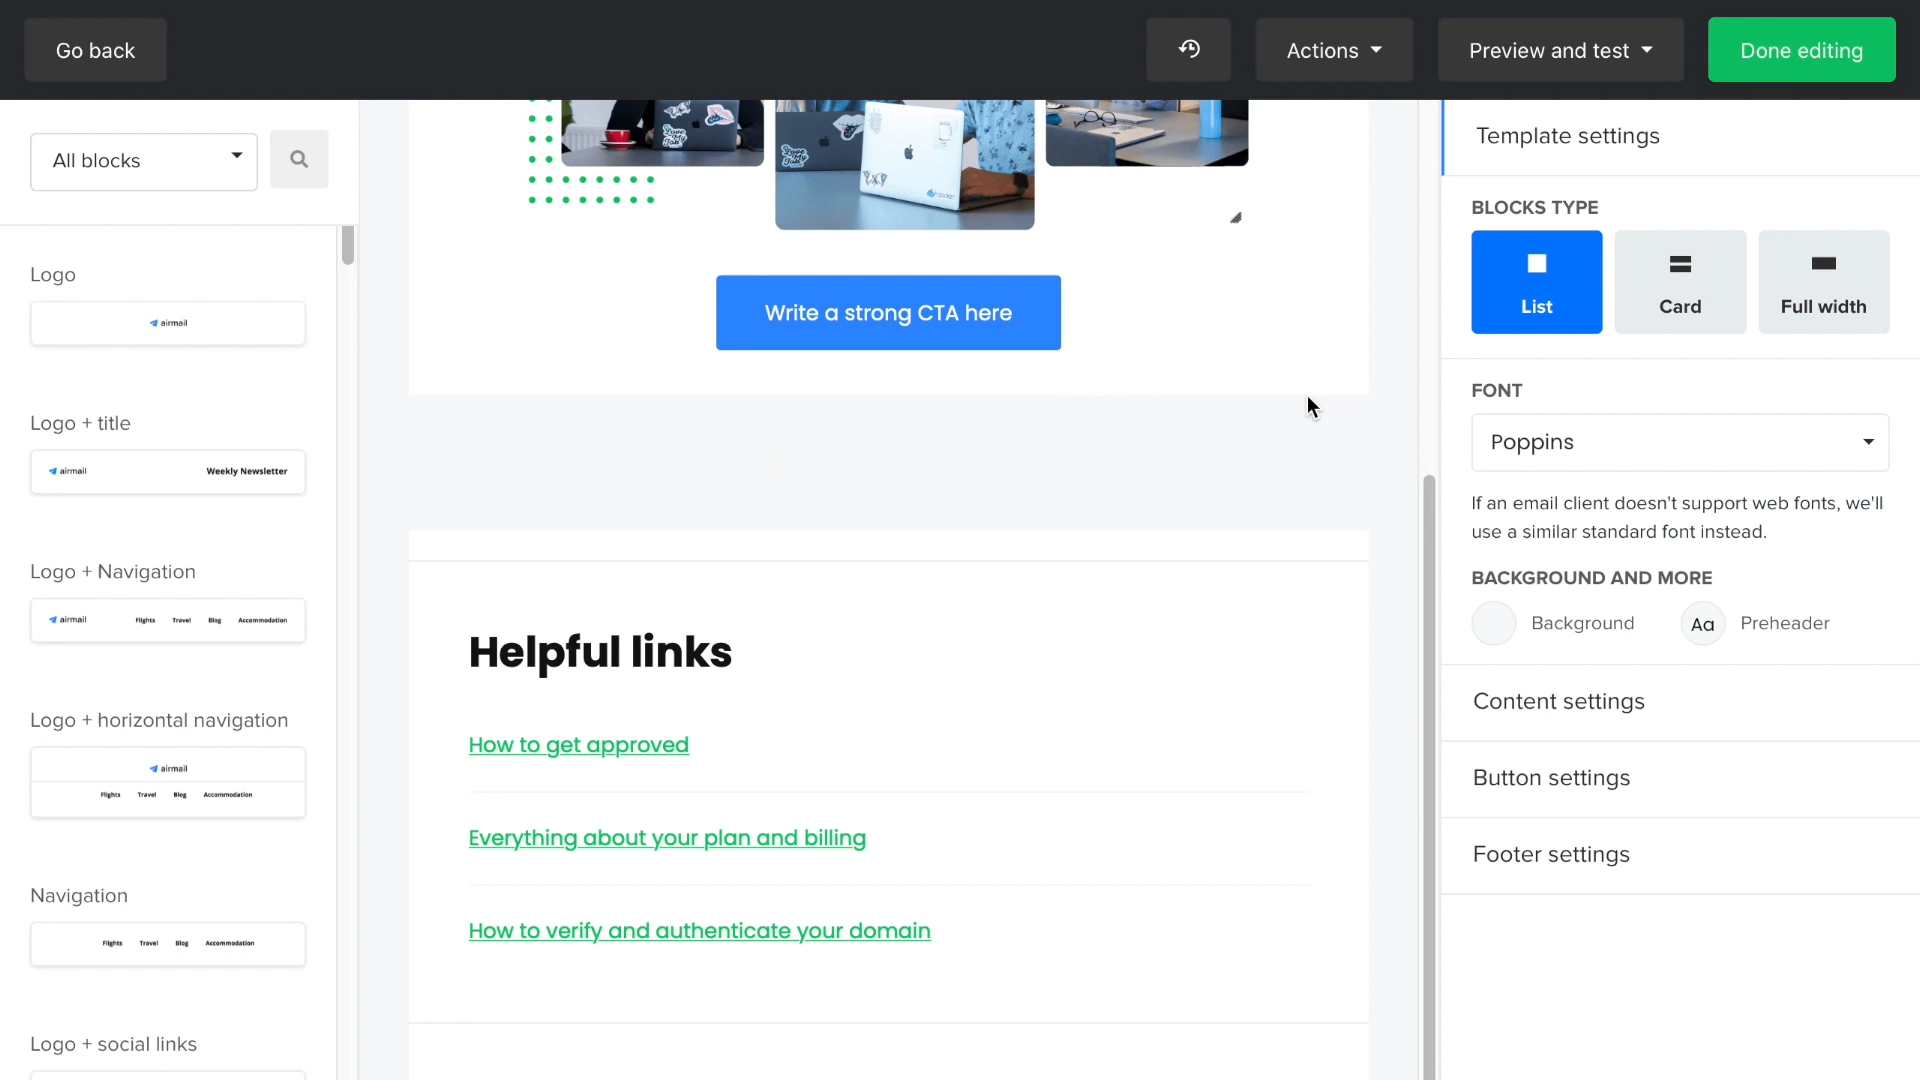 Go back
Actions
Preview and test
Done editing
All blocks
Logo
airmail
Logo + title
airmail
Weekly Newsletter
Logo + Navigation
airmail Flights Travel Blog Accommodation
Logo + horizontal navigation
airmail
Flights Travel Blog Accommodation
Navigation
Flights Travel Blog Accommodation
Logo + social links
Love My Job
Write a strong CTA here
Helpful links
How to get approved
Everything about your plan and billing
How to verify and authenticate your domain
Template settings
BLOCKS TYPE
List
Card
Full width
FONT
Poppins
If an email client doesn't support web fonts, we'll
use a similar standard font instead.
BACKGROUND AND MORE
Background
Aa Preheader
Content settings
Button settings
Footer settings